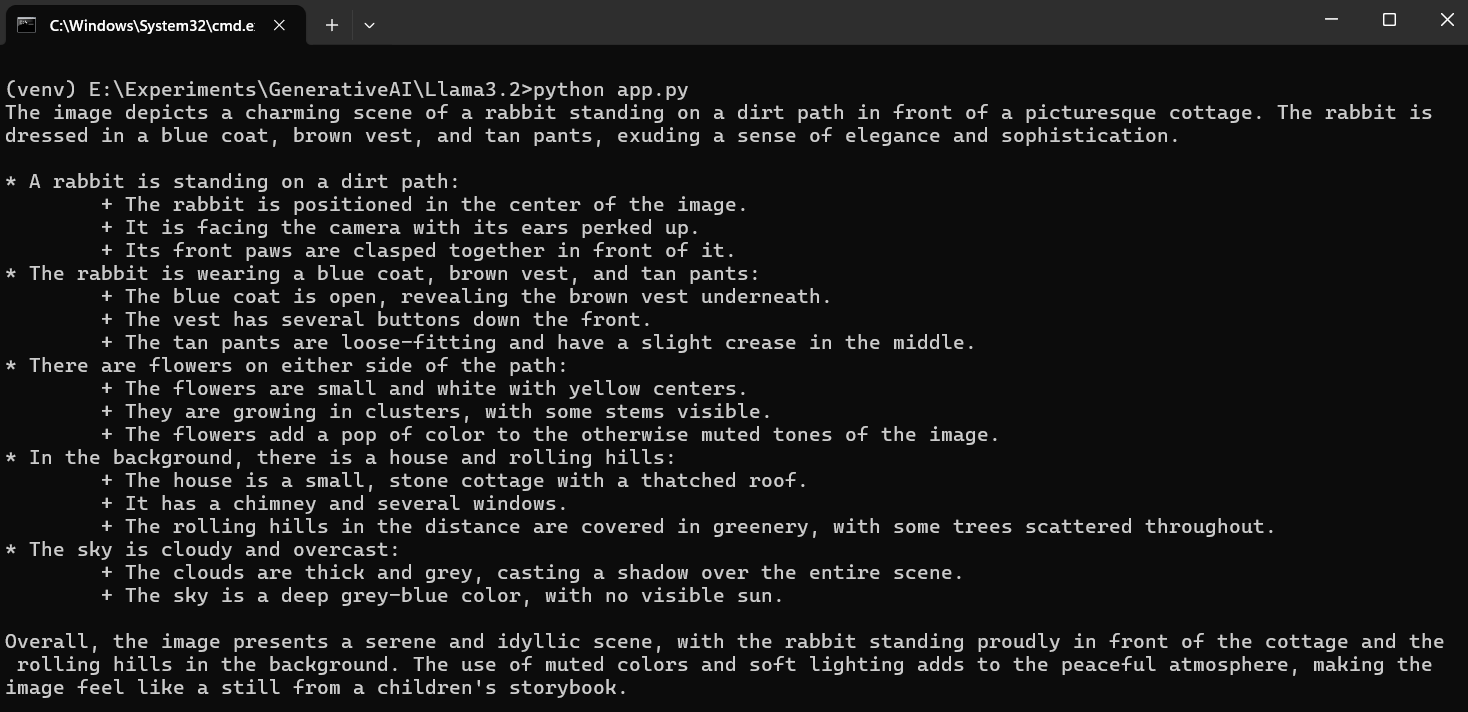 C:\Windows\System32\cmd.e
(venv) E:\Experiments\GenerativeAI\Llama3.2>python app.py
The image depicts a charming scene of a rabbit standing on a dirt path in front of a picturesque cottage. The rabbit is
dressed in a blue coat, brown vest, and tan pants, exuding a sense of elegance and sophistication.
* A rabbit is standing on a dirt path:
+ The rabbit is positioned in the center of the image.
+ It is facing the camera with its ears perked up.
+ Its front paws are clasped together in front of it.
* The rabbit is wearing a blue coat, brown vest, and tan pants:
+ The blue coat is open, revealing the brown vest underneath.
+ The vest has several buttons down the front.
+ The tan pants are loose-fitting and have a slight crease in the middle.
* There are flowers on either side of the path:
+ The flowers are small and white with yellow centers.
+ They are growing in clusters, with some stems visible.
+ The flowers add a pop of color to the otherwise muted tones of the image.
* In the background, there is a house and rolling hills:
+ The house is a small, stone cottage with a thatched roof.
+ It has a chimney and several windows.
+ The rolling hills in the distance are covered in greenery, with some trees scattered throughout.
* The sky is cloudy and overcast:
+ The clouds are thick and grey, casting a shadow over the entire scene.
+ The sky is a deep grey-blue color, with no visible sun.
Overall, the image presents a serene and idyllic scene, with the rabbit standing proudly in front of the cottage and the
rolling hills in the background. The use of muted colors and soft lighting adds to the peaceful atmosphere, making the
image feel like a still from a children's storybook.